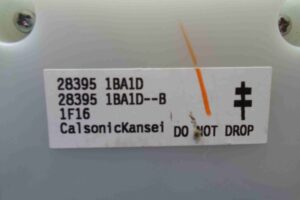 28395 1BA1D
28395 1BA1D--B
1F16
CalsonicKansei DO NOT DROP